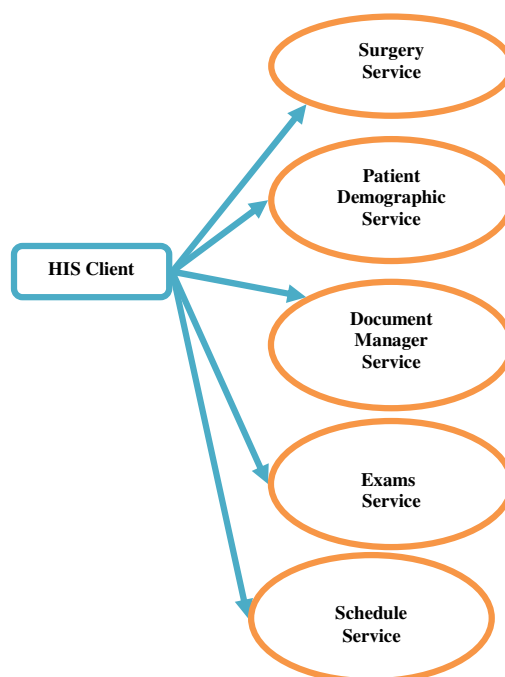 Surgery
Service
Patient
Demographic
Service
HIS Client
Document
Manager
Service
Exams
Service
Schedule
Service